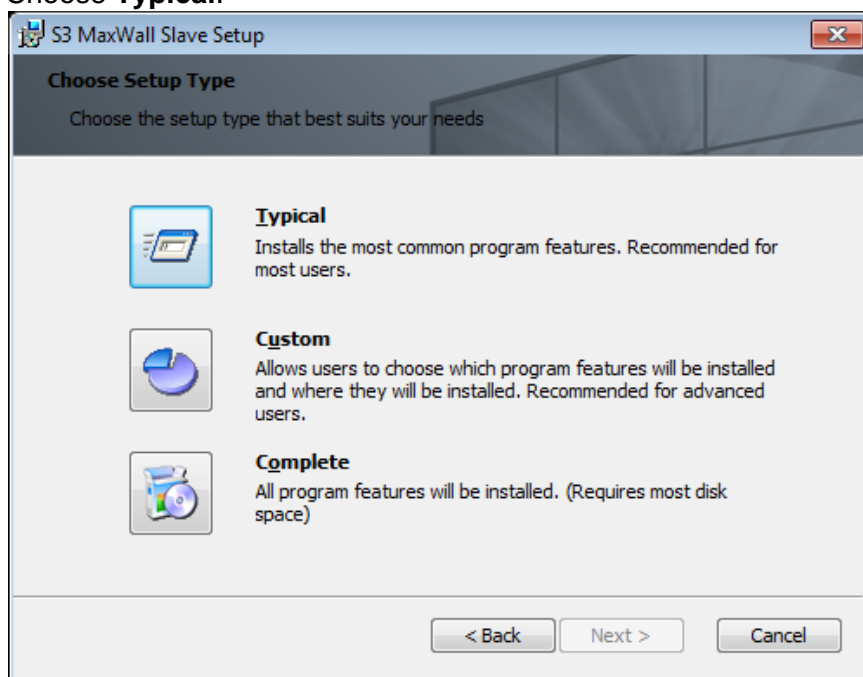 Choose Typical.
S3 MaxWall Slave Setup
Choose Setup Type
Choose the setup type that best suits your needs
Typical
Installs the most common program features. Recommended for
most users.
Custom
Allows users to choose which program features will be installed
and where they will be installed. Recommended for advanced
users.
Complete
All program features will be installed. (Requires most disk
space)
< Back Next > Cancel